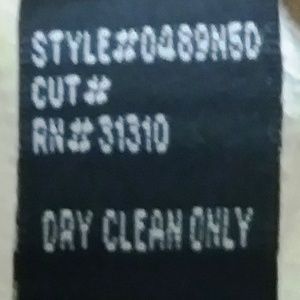 STYLE#0489N50
CUT#
RN# 31310
DRY CLEAN ONLY